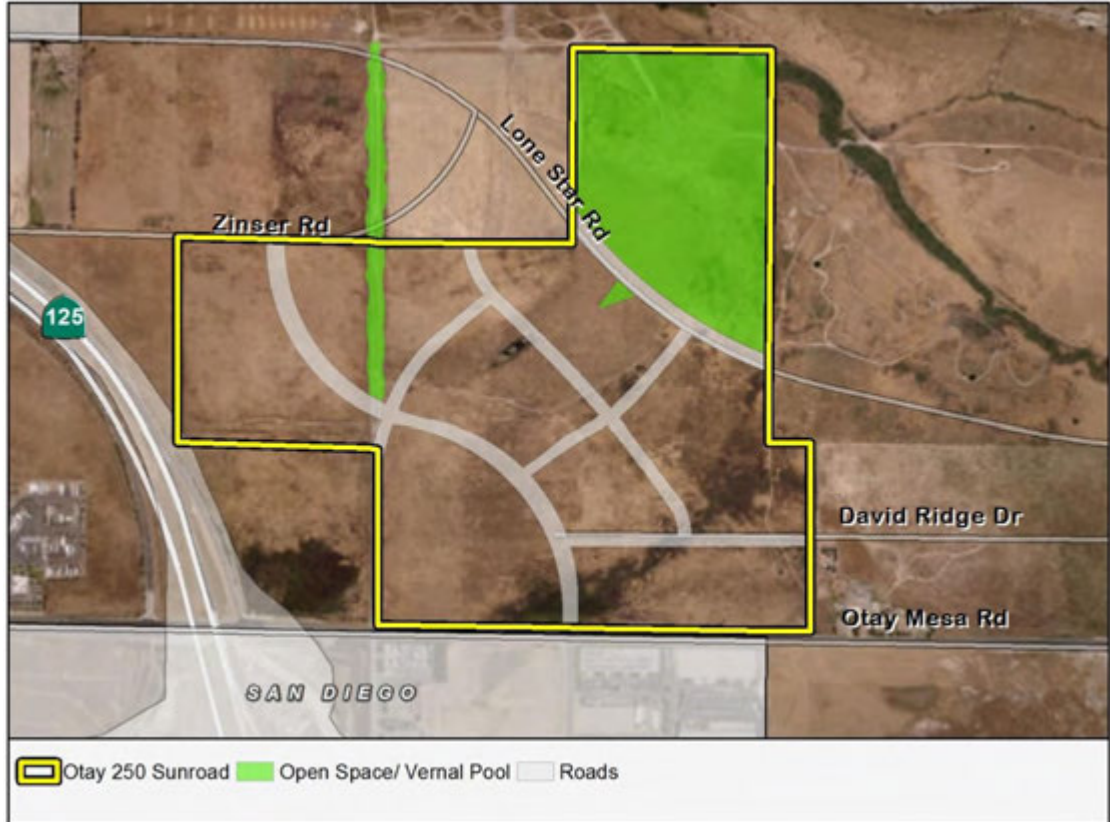 Lone Star Rd
Zinser Rd
125
David Ridge Dr
Otay Mesa Rd
SAN DIEGO
Otay 250 Sunroad Open Space/ Vernal Pool Roads